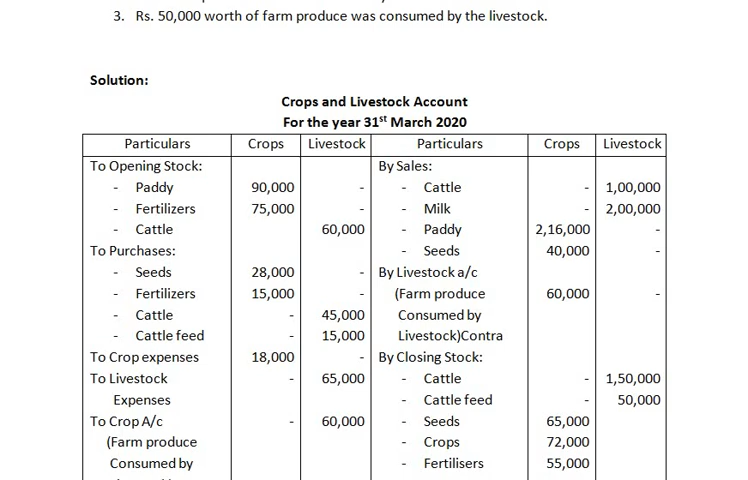 3. Rs. 50,000 worth of farm produce was consumed by the livestock.
Solution:
Crops and Livestock Account
For the year 31st March 2020
Particulars Crops Livestock Particulars Crops Livestock
To Opening Stock: By Sales:
- Paddy 90,000 - - Cattle - 1,00,000
- Fertilizers 75,000 - - Milk - 2,00,000
- Cattle 60,000 - Paddy 2,16,000 -
To Purchases: - Seeds 40,000 -
- Seeds 28,000 - By Livestock a/c
- Fertilizers 15,000 - (Farm produce 60,000 -
- Cattle - 45,000 Consumed by
- Cattle feed - 15,000 Livestock)Contra
To Crop expenses 18,000 - By Closing Stock:
To Livestock - 65,000 - Cattle - 1,50,000
Expenses - Cattle feed - 50,000
To Crop A/c - 60,000 - Seeds 65,000
(Farm produce - Crops 72,000
Consumed by - Fertilisers 55,000